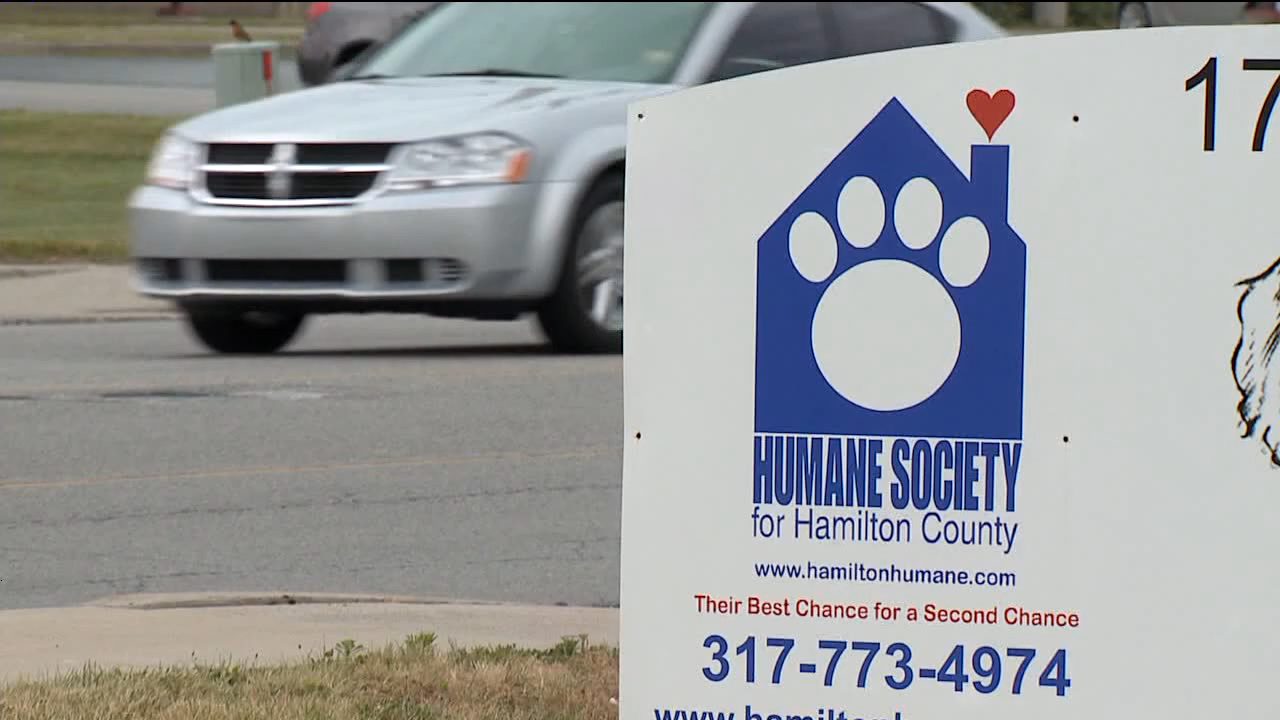 17
HUMANE SOCIETY
for Hamilton County
www.hamiltonhumane.com
Their Best Chance for a Second Chance
317-773-4974